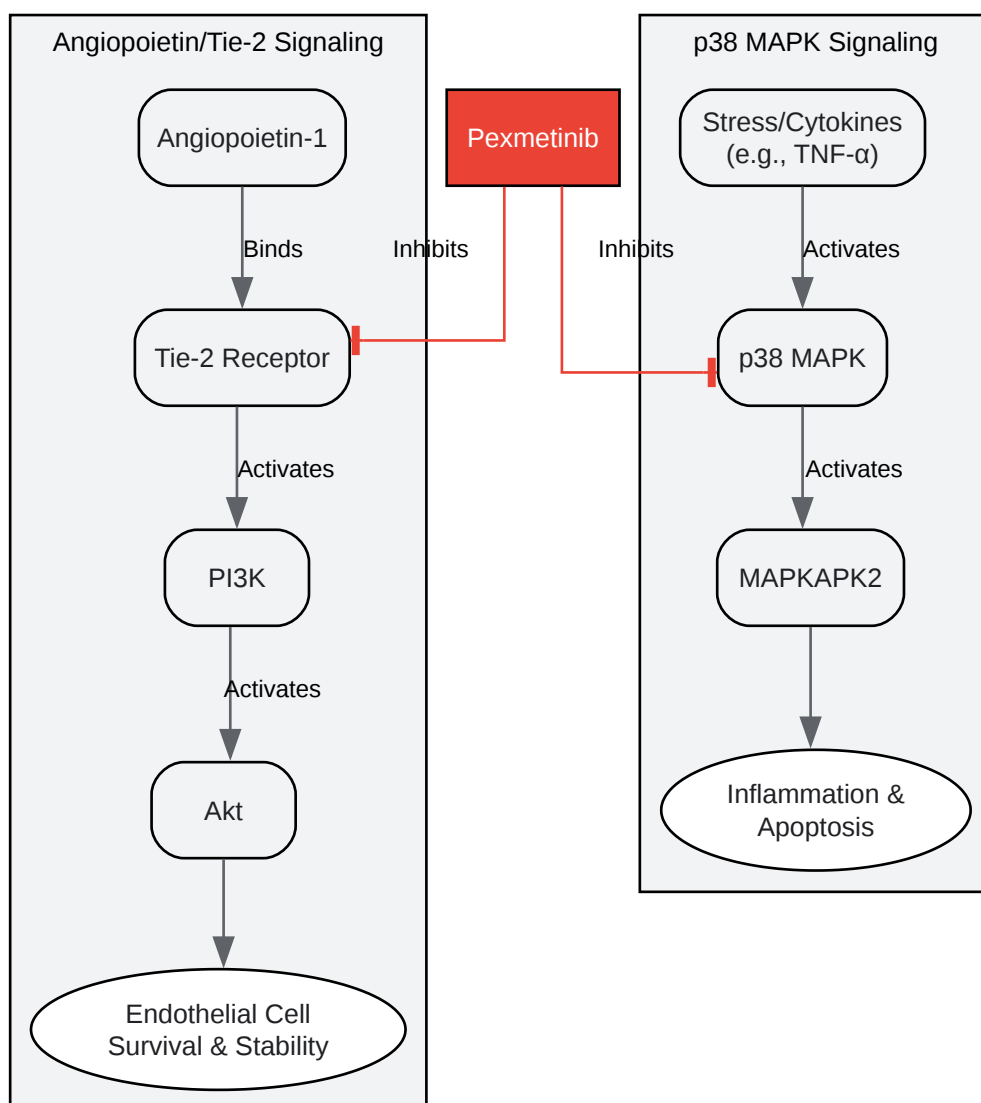 Angiopoietin/Tie-2 Signaling
Angiopoietin-1
Binds
Tie-2 Receptor
Activates
PI3K
Activates
Akt
Endothelial Cell
Survival & Stability
Pexmetinib
Inhibits
Inhibits
p38 MAPK Signaling
Stress/Cytokines
(e.g., TNF-α)
Activates
p38 MAPK
Activates
MAPKAPK2
Inflammation &
Apoptosis